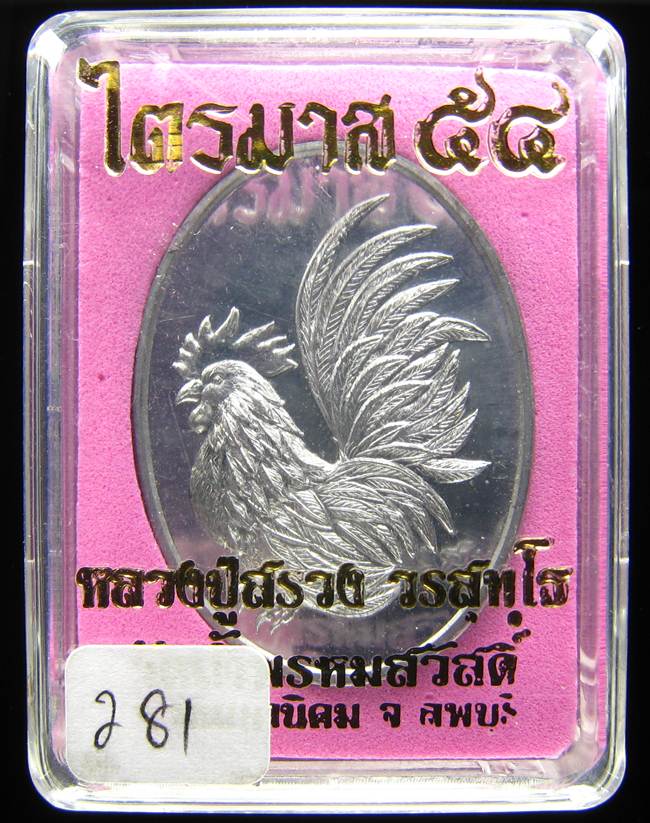 ไตรมาส ๕๔
หลวงปู่สรวง วรสุทฺโธ
พรหมสวัสดิ์
นิคม จ ลพบุรี
281